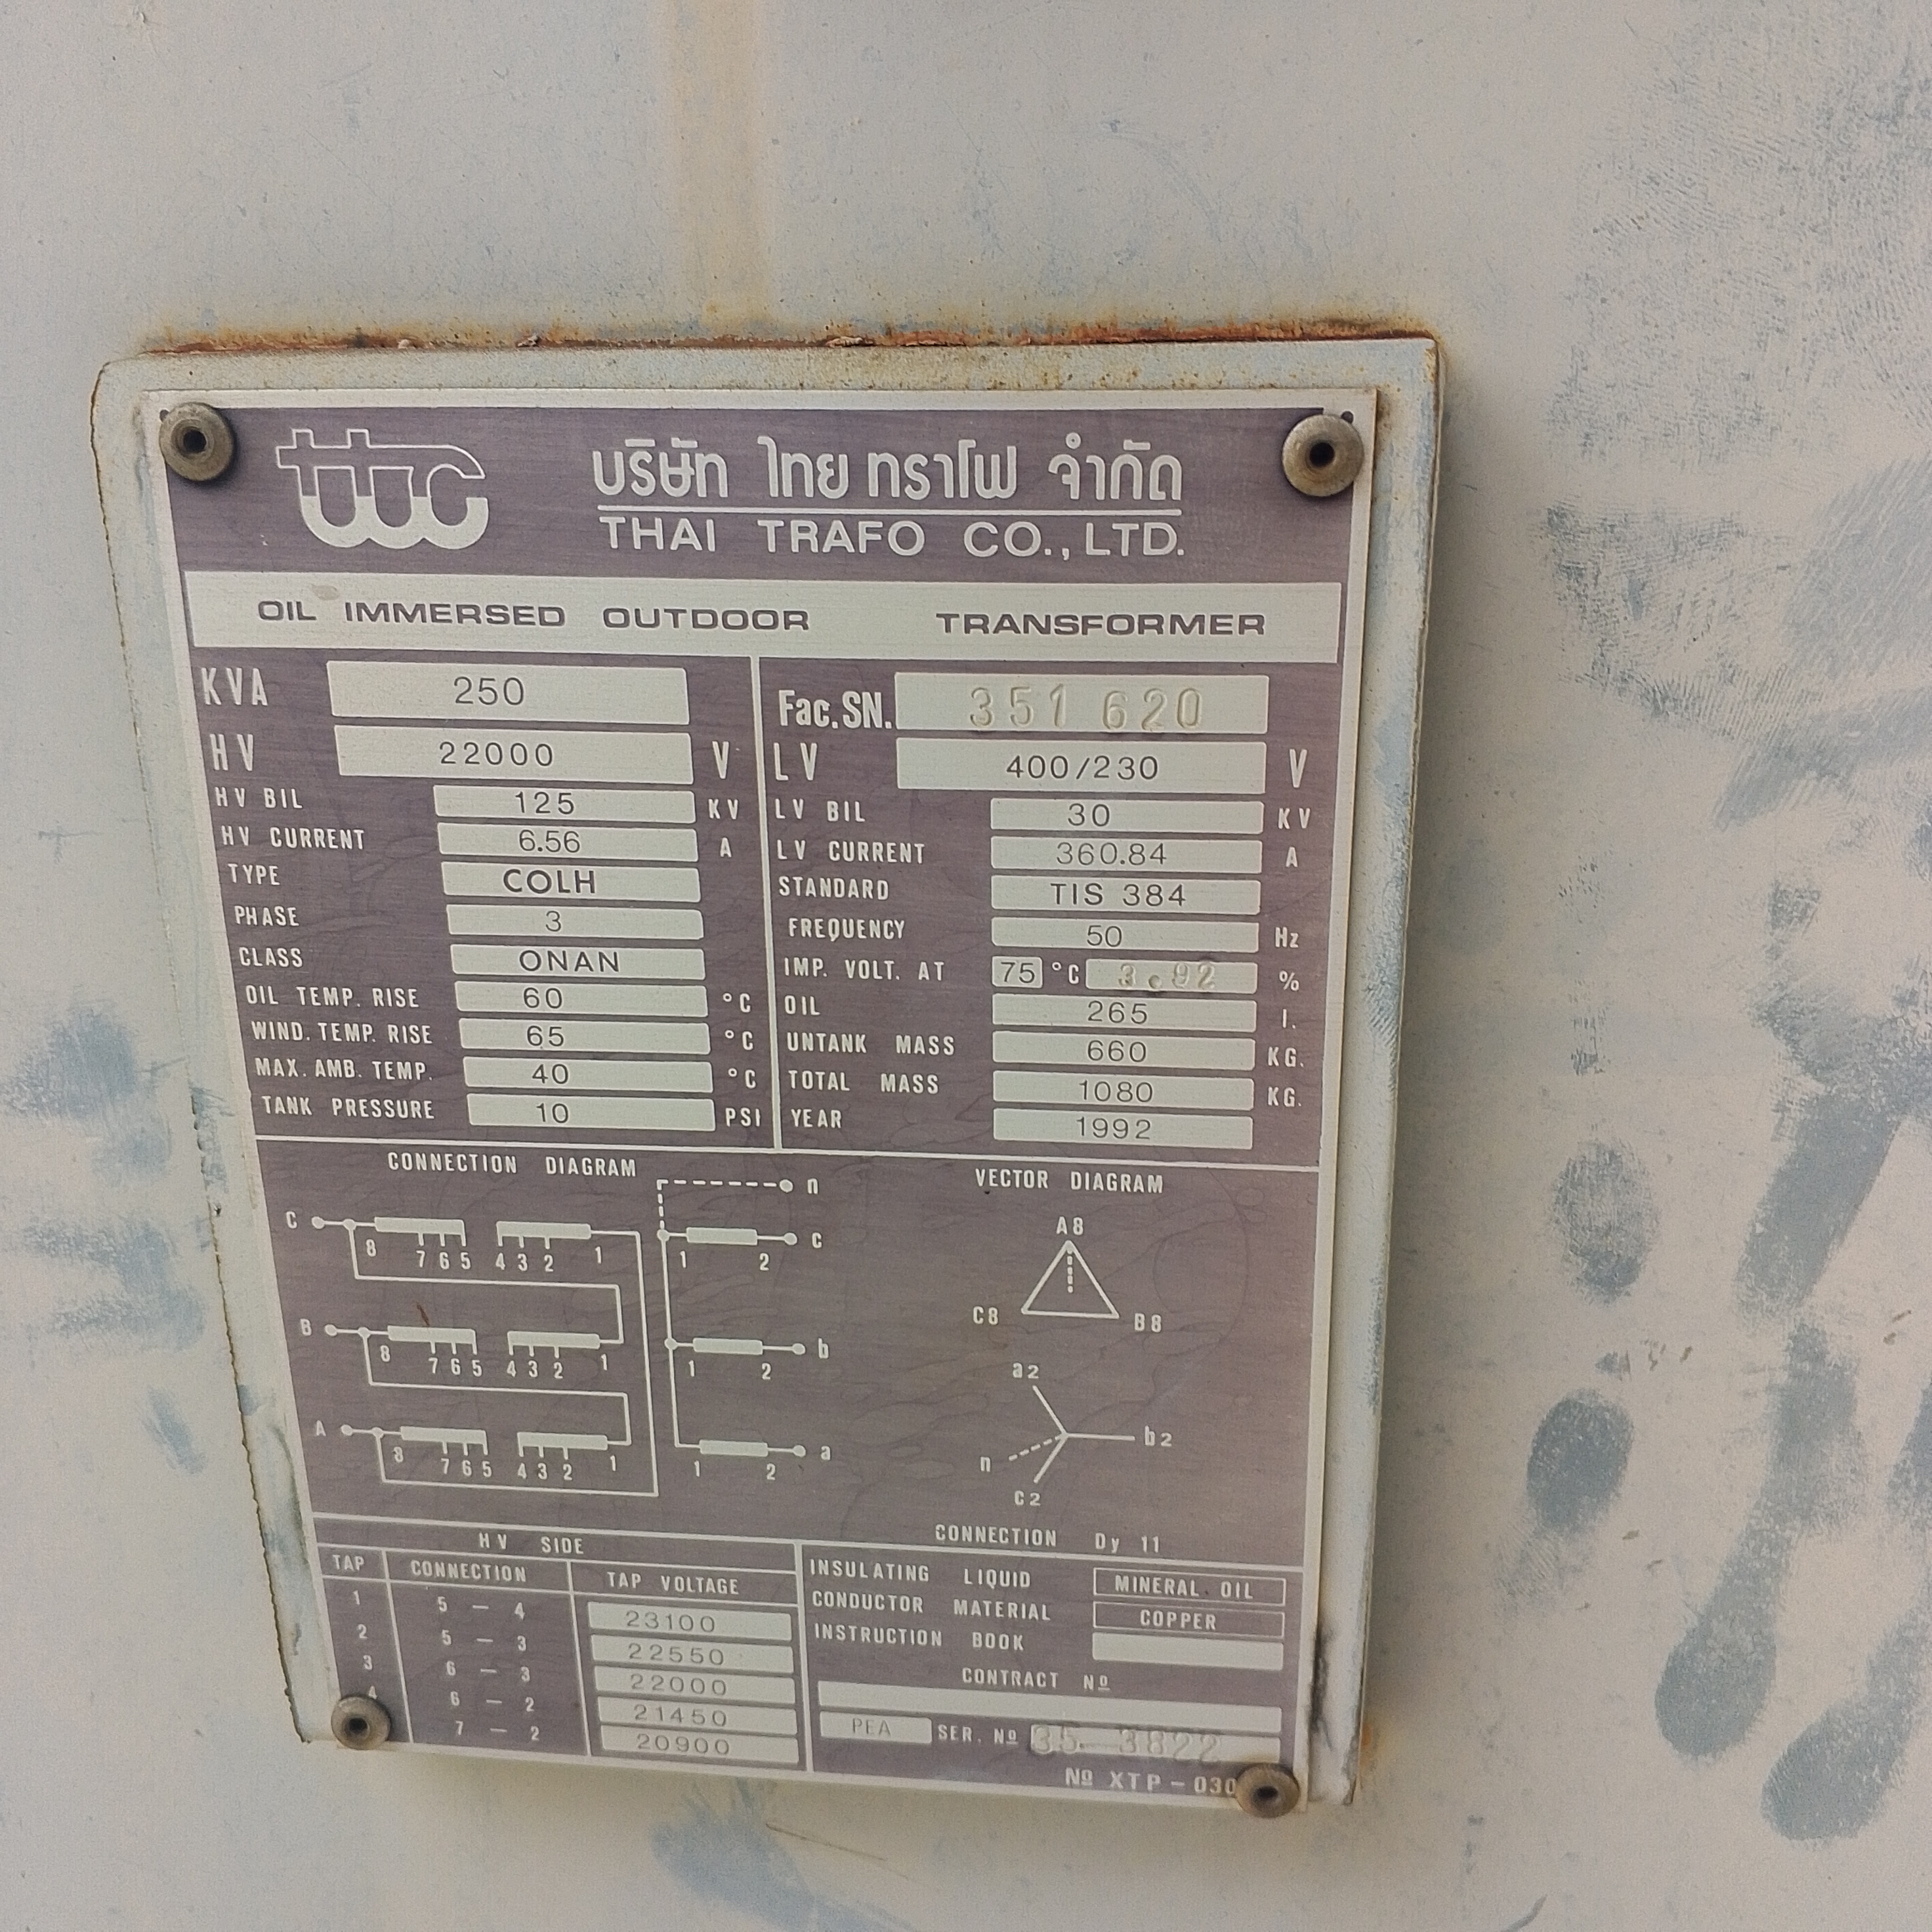 ttc บริษัท ไทย ทราโฟ จำกัด
THAI TRAFO CO., LTD.
OIL IMMERSED OUTDOOR TRANSFORMER
KVA 250 Fac.SN. 351 620
HV 22000 V LV 400/230 V
HV BIL 125 KV LV BIL 30 KV
HV CURRENT 6.56 A LV CURRENT 360.84 A
TYPE COLH STANDARD TIS 384
PHASE 3 FREQUENCY 50 Hz
CLASS ONAN IMP. VOLT. AT 75 °C 3.92 %
OIL TEMP. RISE 60 °C OIL 265 l.
WIND. TEMP. RISE 65 °C UNTANK MASS 660 KG.
MAX. AMB. TEMP. 40 °C TOTAL MASS 1080 KG.
TANK PRESSURE 10 PSI YEAR 1992
CONNECTION DIAGRAM VECTOR DIAGRAM
n
C 8 7 6 5 4 3 2 1 1 2 c
B 8 7 6 5 4 3 2 1 1 2 b
A 8 7 6 5 4 3 2 1 1 2 a
A8
C8 B8
a2
b2
n
c2
CONNECTION Dy 11
HV SIDE
TAP CONNECTION TAP VOLTAGE
1 5 - 4 23100
2 5 - 3 22550
3 6 - 3 22000
4 6 - 2 21450
7 - 2 20900
INSULATING LIQUID MINERAL OIL
CONDUCTOR MATERIAL COPPER
INSTRUCTION BOOK
CONTRACT Nº
PEA SER. Nº 35-3822
Nº XTP-030